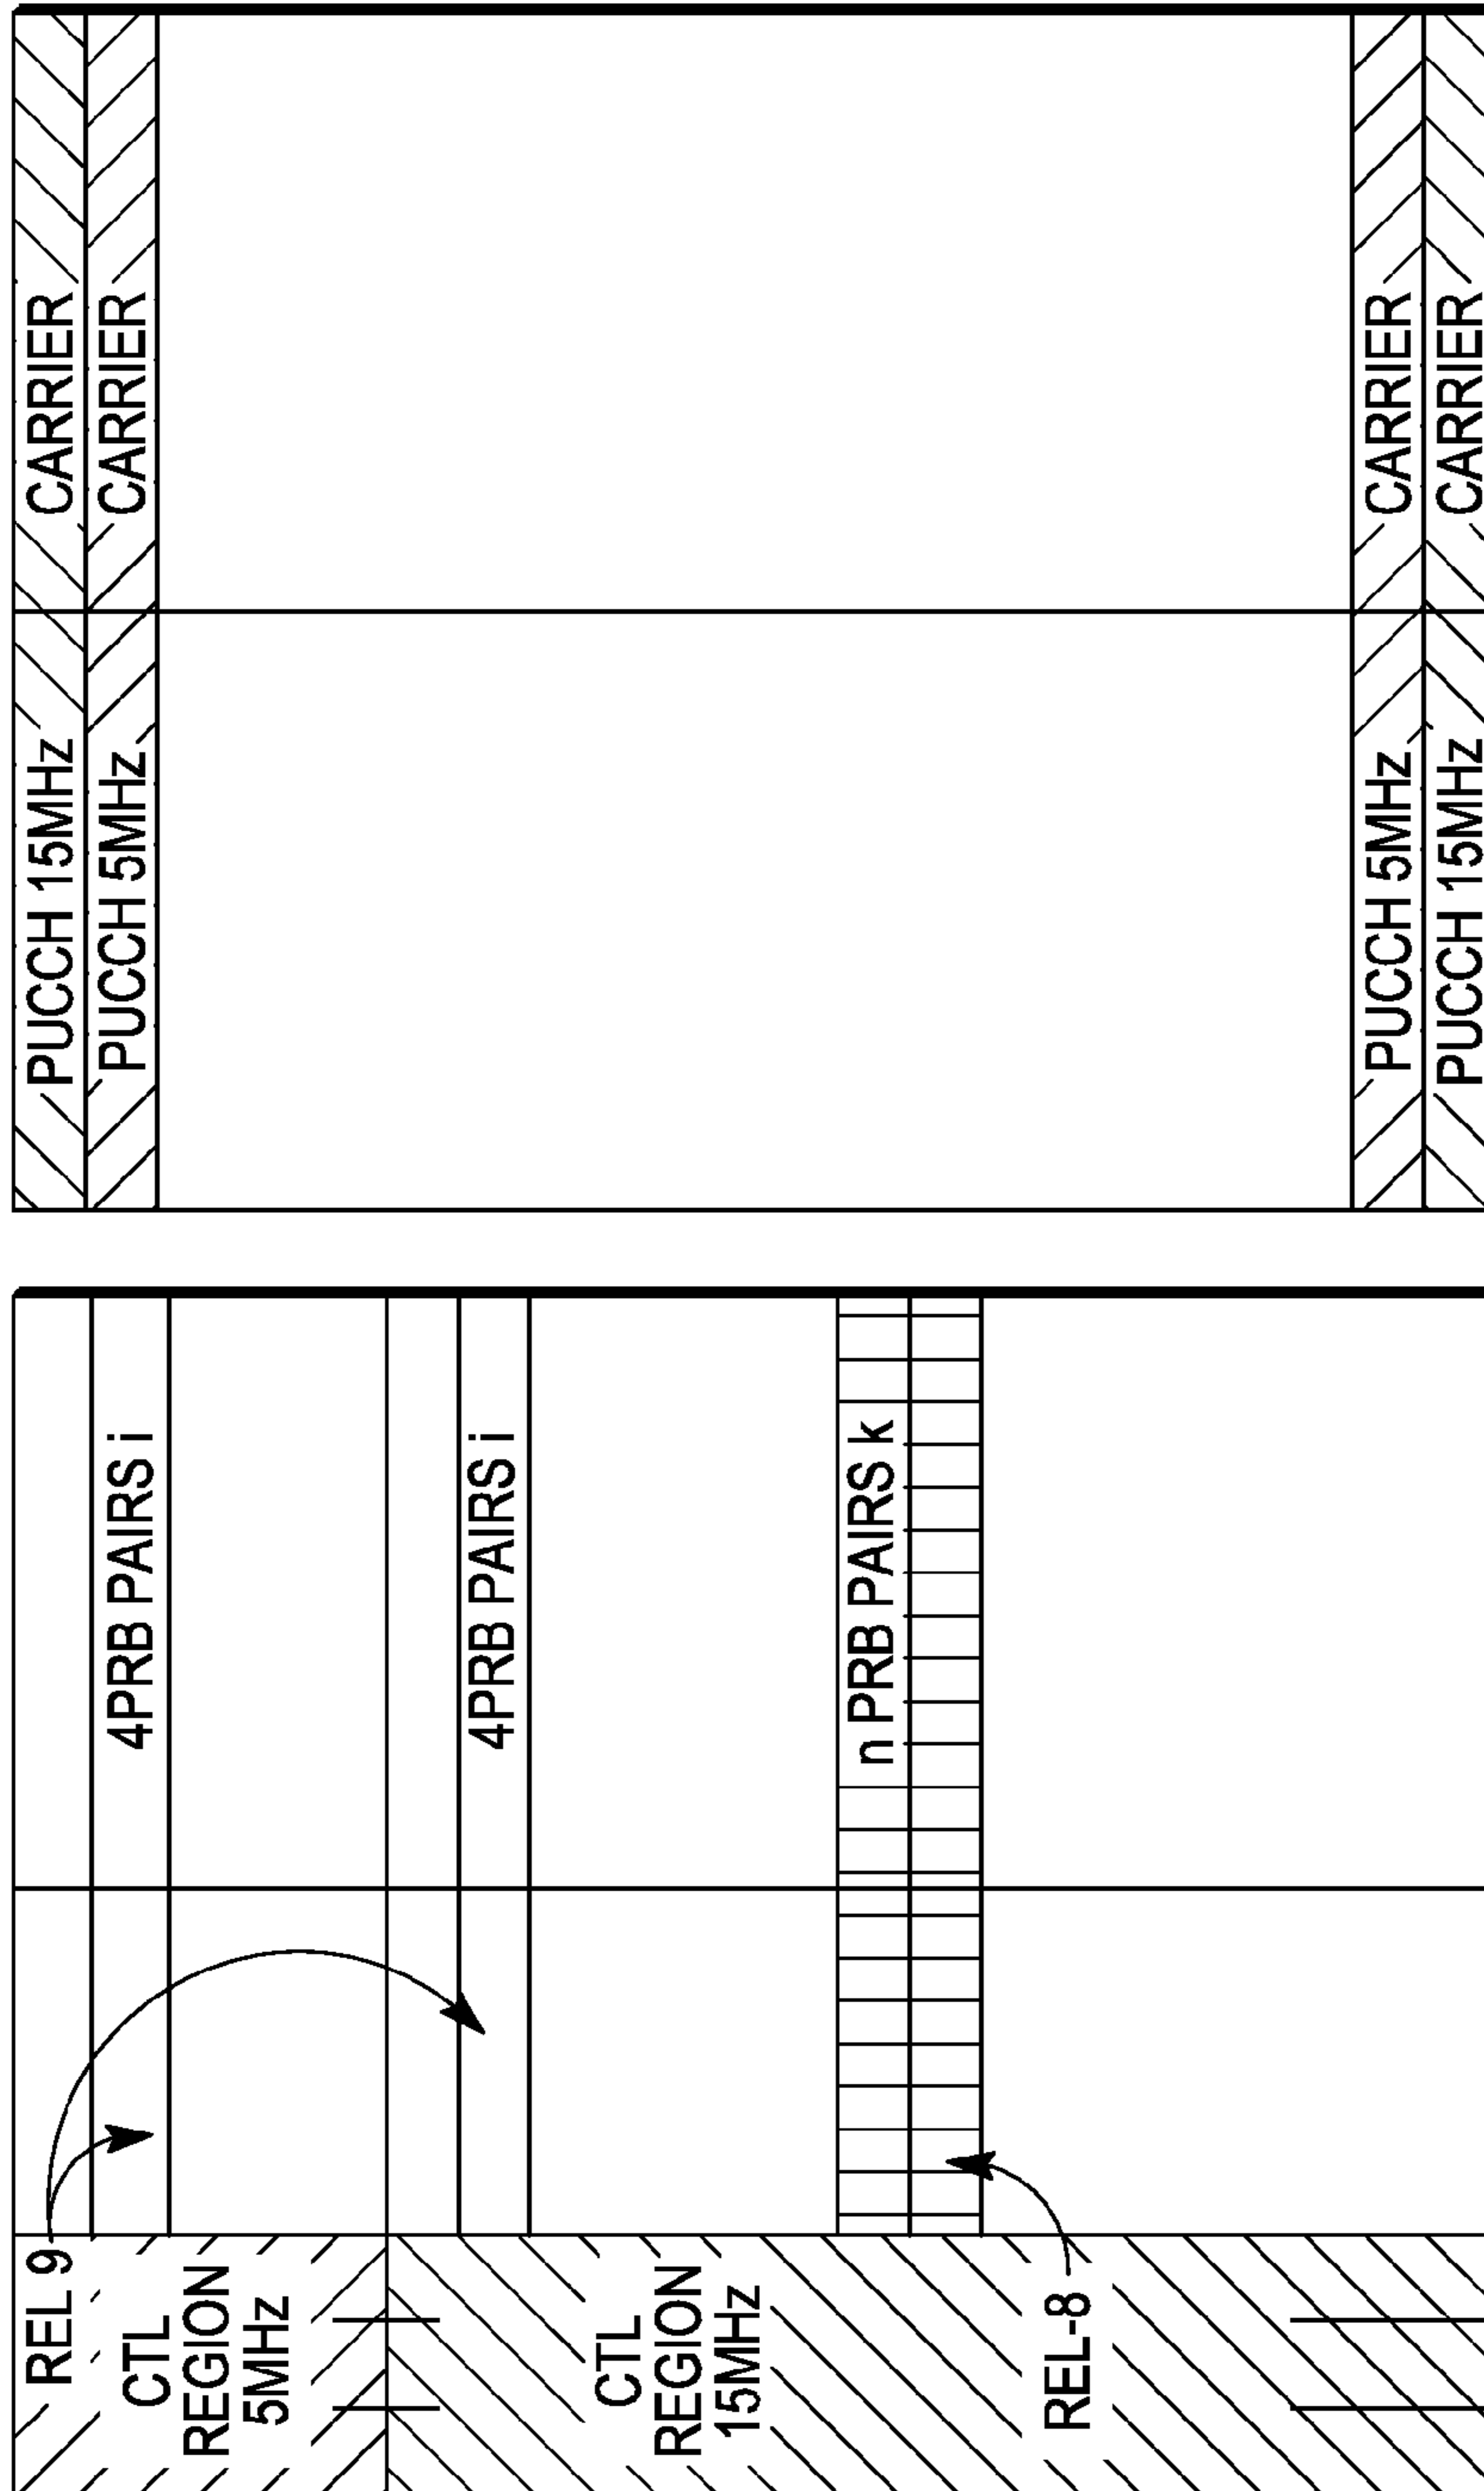 PUCCH 15MHz CARRIER
PUCCH 5MHz CARRIER
PUCCH 5MHz CARRIER
PUCCH 15MHz CARRIER
REL 9
CTL
REGION
5MHz
4PRB PAIRS i
4PRB PAIRS i
CTL
REGION
15MHz
n PRB PAIRS k
REL-8